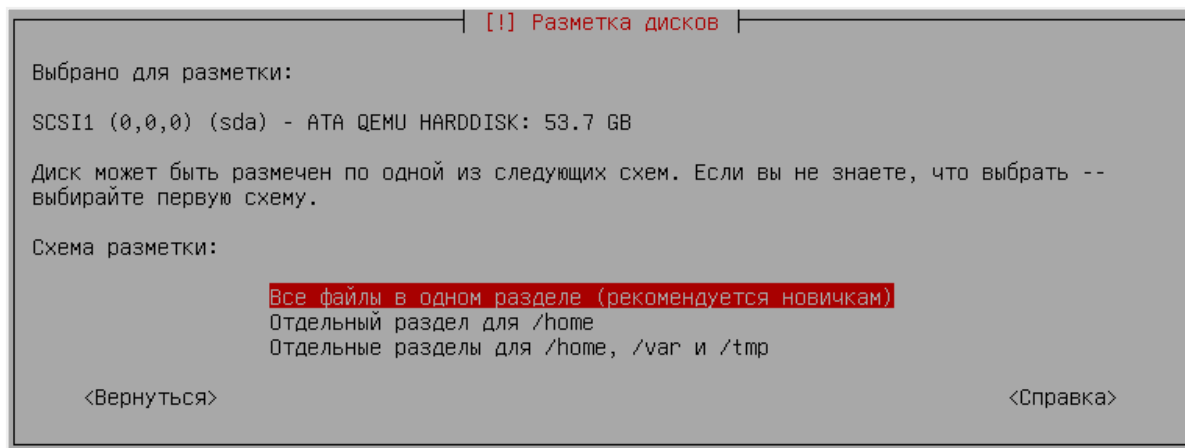 [!] Разметка дисков
Выбрано для разметки:
SCSI1 (0,0,0) (sda) - ATA QEMU HARDDISK: 53.7 GB
Диск может быть размечен по одной из следующих схем. Если вы не знаете, что выбрать --
выбирайте первую схему.
Схема разметки:
Все файлы в одном разделе (рекомендуется новичкам)
Отдельный раздел для /home
Отдельные разделы для /home, /var и /tmp
<Вернуться> <Справка>